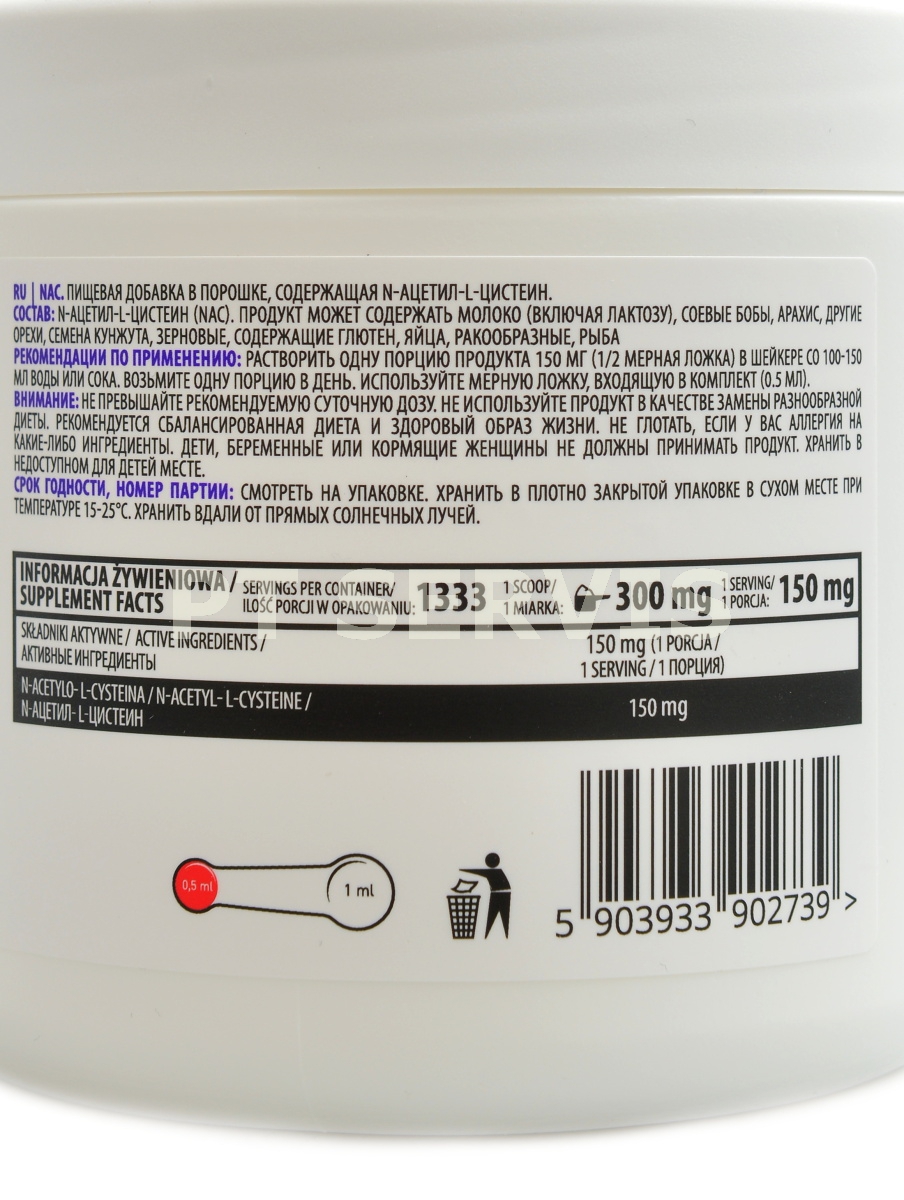 RU | NAC. ПИЩЕВАЯ ДОБАВКА В ПОРОШКЕ, СОДЕРЖАЩАЯ N-АЦЕТИЛ-L-ЦИСТЕИН.
СОСТАВ: N-АЦЕТИЛ-L-ЦИСТЕИН (NAC). ПРОДУКТ МОЖЕТ СОДЕРЖАТЬ МОЛОКО (ВКЛЮЧАЯ ЛАКТОЗУ), СОЕВЫЕ БОБЫ, АРАХИС, ДРУГИЕ
ОРЕХИ, СЕМЕНА КУНЖУТА, ЗЕРНОВЫЕ, СОДЕРЖАЩИЕ ГЛЮТЕН, ЯЙЦА, РАКООБРАЗНЫЕ, РЫБА
РЕКОМЕНДАЦИИ ПО ПРИМЕНЕНИЮ: РАСТВОРИТЬ ОДНУ ПОРЦИЮ ПРОДУКТА 150 МГ (1/2 МЕРНАЯ ЛОЖКА) В ШЕЙКЕРЕ СО 100-150
МЛ ВОДЫ ИЛИ СОКА. ВОЗЬМИТЕ ОДНУ ПОРЦИЮ В ДЕНЬ. ИСПОЛЬЗУЙТЕ МЕРНУЮ ЛОЖКУ, ВХОДЯЩУЮ В КОМПЛЕКТ (0.5 МЛ).
ВНИМАНИЕ: НЕ ПРЕВЫШАЙТЕ РЕКОМЕНДУЕМУЮ СУТОЧНУЮ ДОЗУ. НЕ ИСПОЛЬЗУЙТЕ ПРОДУКТ В КАЧЕСТВЕ ЗАМЕНЫ РАЗНООБРАЗНОЙ
ДИЕТЫ. РЕКОМЕНДУЕТСЯ СБАЛАНСИРОВАННАЯ ДИЕТА И ЗДОРОВЫЙ ОБРАЗ ЖИЗНИ. НЕ ГЛОТАТЬ, ЕСЛИ У ВАС АЛЛЕРГИЯ НА
КАКИЕ-ЛИБО ИНГРЕДИЕНТЫ. ДЕТИ, БЕРЕМЕННЫЕ ИЛИ КОРМЯЩИЕ ЖЕНЩИНЫ НЕ ДОЛЖНЫ ПРИНИМАТЬ ПРОДУКТ. ХРАНИТЬ В
НЕДОСТУПНОМ ДЛЯ ДЕТЕЙ МЕСТЕ.
СРОК ГОДНОСТИ, НОМЕР ПАРТИИ: СМОТРЕТЬ НА УПАКОВКЕ. ХРАНИТЬ В ПЛОТНО ЗАКРЫТОЙ УПАКОВКЕ В СУХОМ МЕСТЕ ПРИ
ТЕМПЕРАТУРЕ 15-25°С. ХРАНИТЬ ВДАЛИ ОТ ПРЯМЫХ СОЛНЕЧНЫХ ЛУЧЕЙ.
INFORMACJA ŻYWIENIOWA /
SUPPLEMENT FACTS
SERVINGS PER CONTAINER/
ILOŚĆ PORCJI W OPAKOWANIU: 1333
1 SCOOP/
1 MIARKA: 300 mg
1 SERVING/
1 PORCJA: 150 mg
SKŁADNIKI AKTYWNE / ACTIVE INGREDIENTS /
АКТИВНЫЕ ИНГРЕДИЕНТЫ
150 mg (1 PORCJA /
1 SERVING / 1 ПОРЦИЯ)
N-ACETYLO- L-CYSTEINA / N-ACETYL- L-CYSTEINE /
N-АЦЕТИЛ- L-ЦИСТЕИН
150 mg
0,5 ml
1 ml
5 903933 902739 >